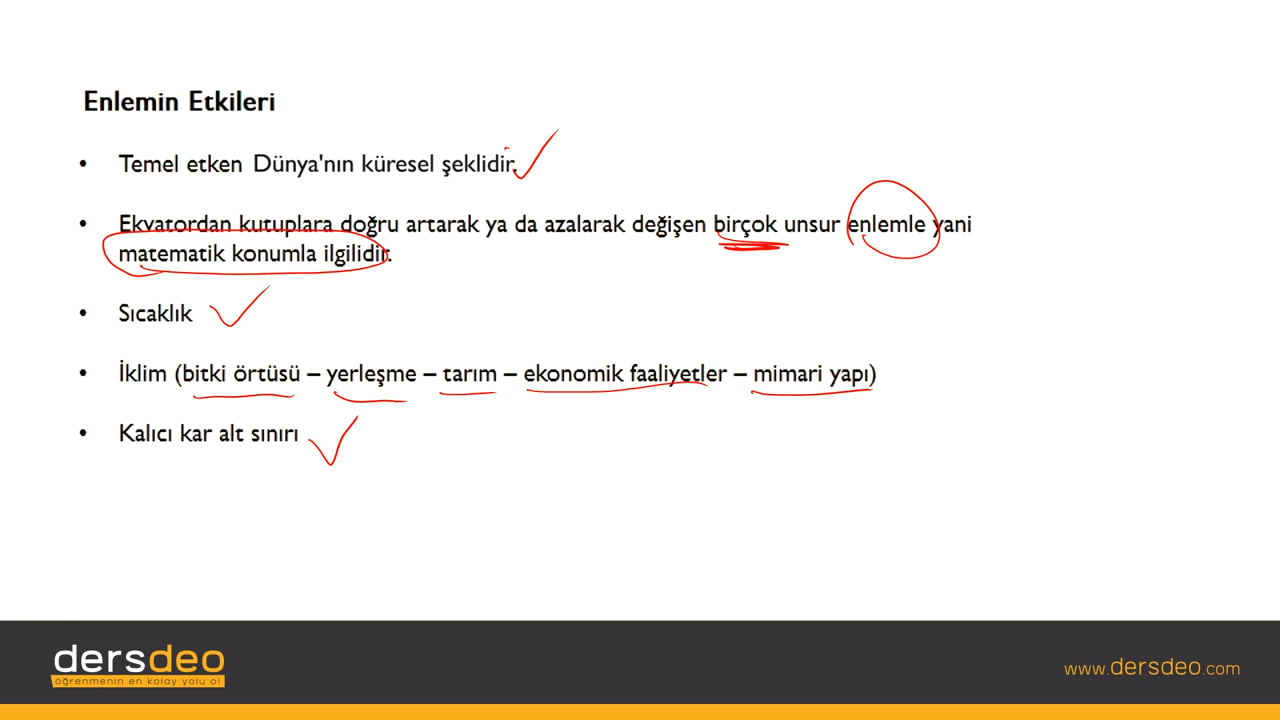 Enlemin Etkileri
• Temel etken Dünya'nın küresel şeklidir.
• Ekvatordan kutuplara doğru artarak ya da azalarak değişen birçok unsur enlemle yani
matematik konumla ilgilidir.
• Sıcaklık
• İklim (bitki örtüsü – yerleşme – tarım – ekonomik faaliyetler – mimari yapı)
• Kalıcı kar alt sınırı
dersdeo
öğrenmenin en kolay yolu o!
www.dersdeo.com